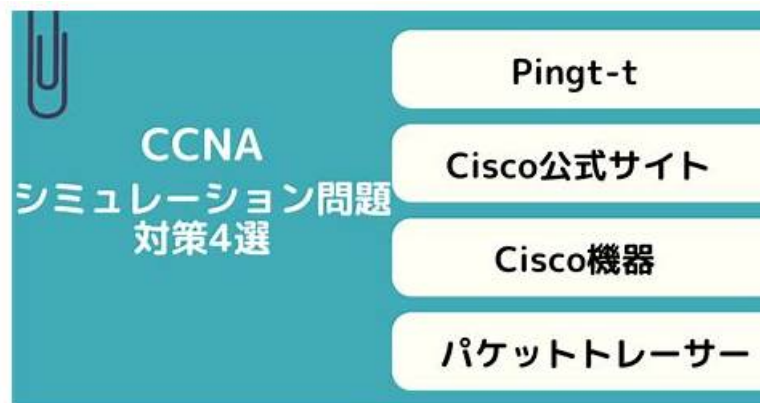 CCNA
シミュレーション問題
対策4選
Pingt-t
Cisco公式サイト
Cisco機器
パケットトレーサー